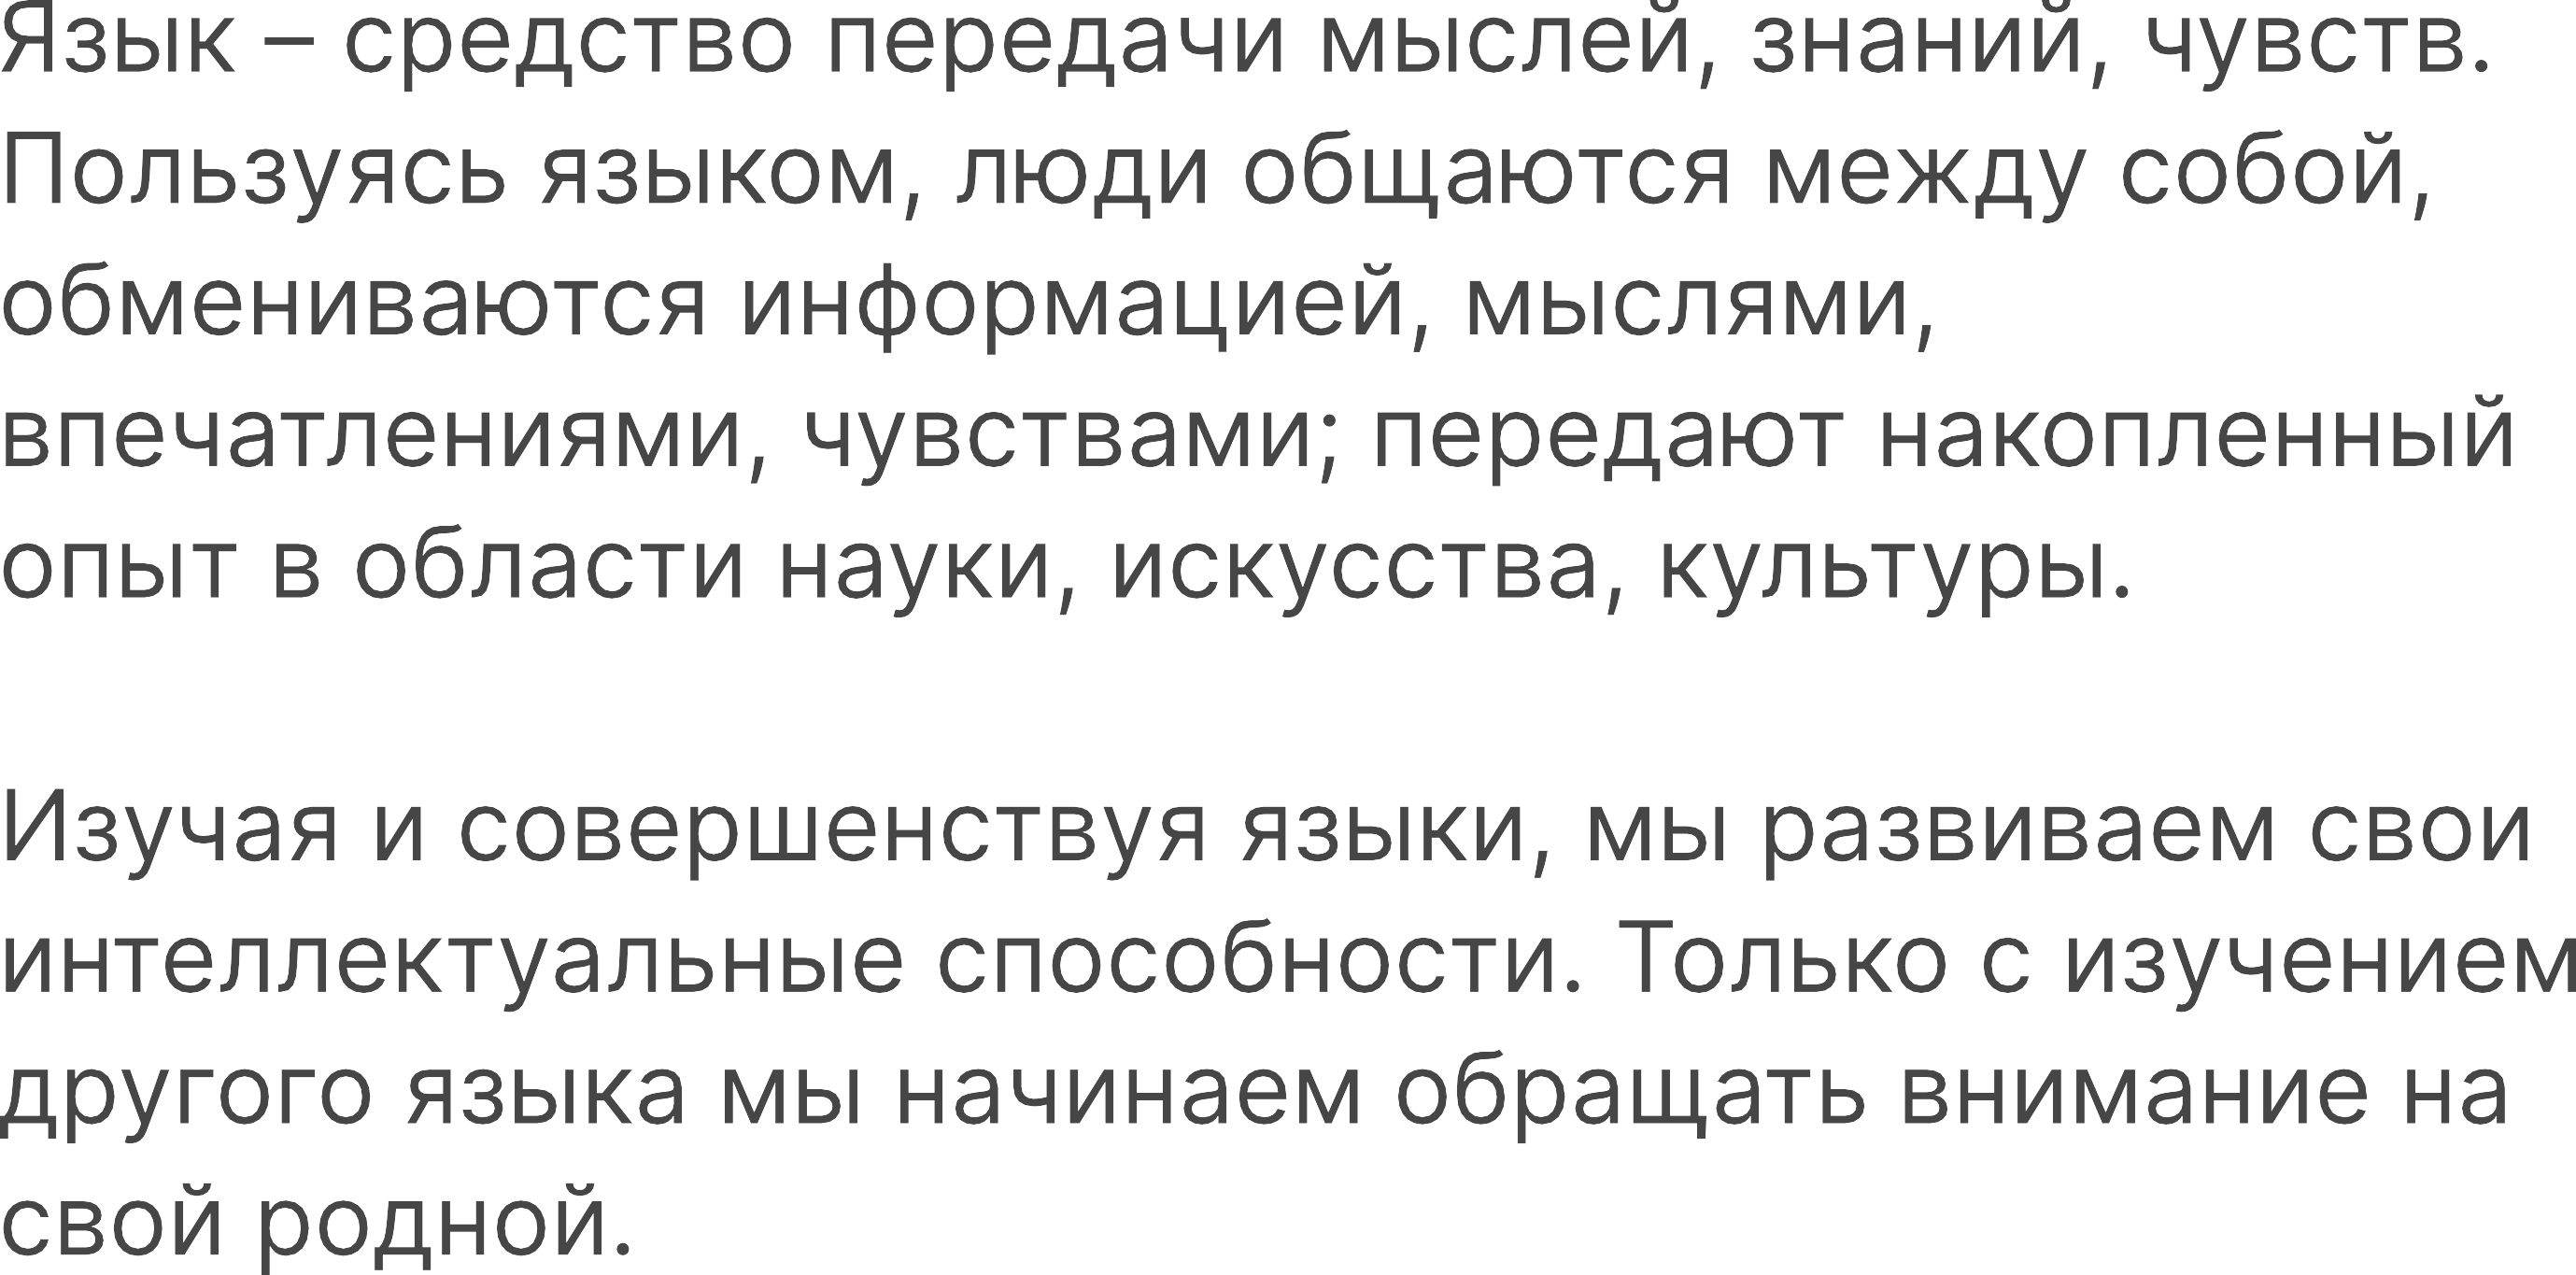 Язык – средство передачи мыслей, знаний, чувств.
Пользуясь языком, люди общаются между собой,
обмениваются информацией, мыслями,
впечатлениями, чувствами; передают накопленный
опыт в области науки, искусства, культуры.
Изучая и совершенствуя языки, мы развиваем свои
интеллектуальные способности. Только с изучением
другого языка мы начинаем обращать внимание на
свой родной.